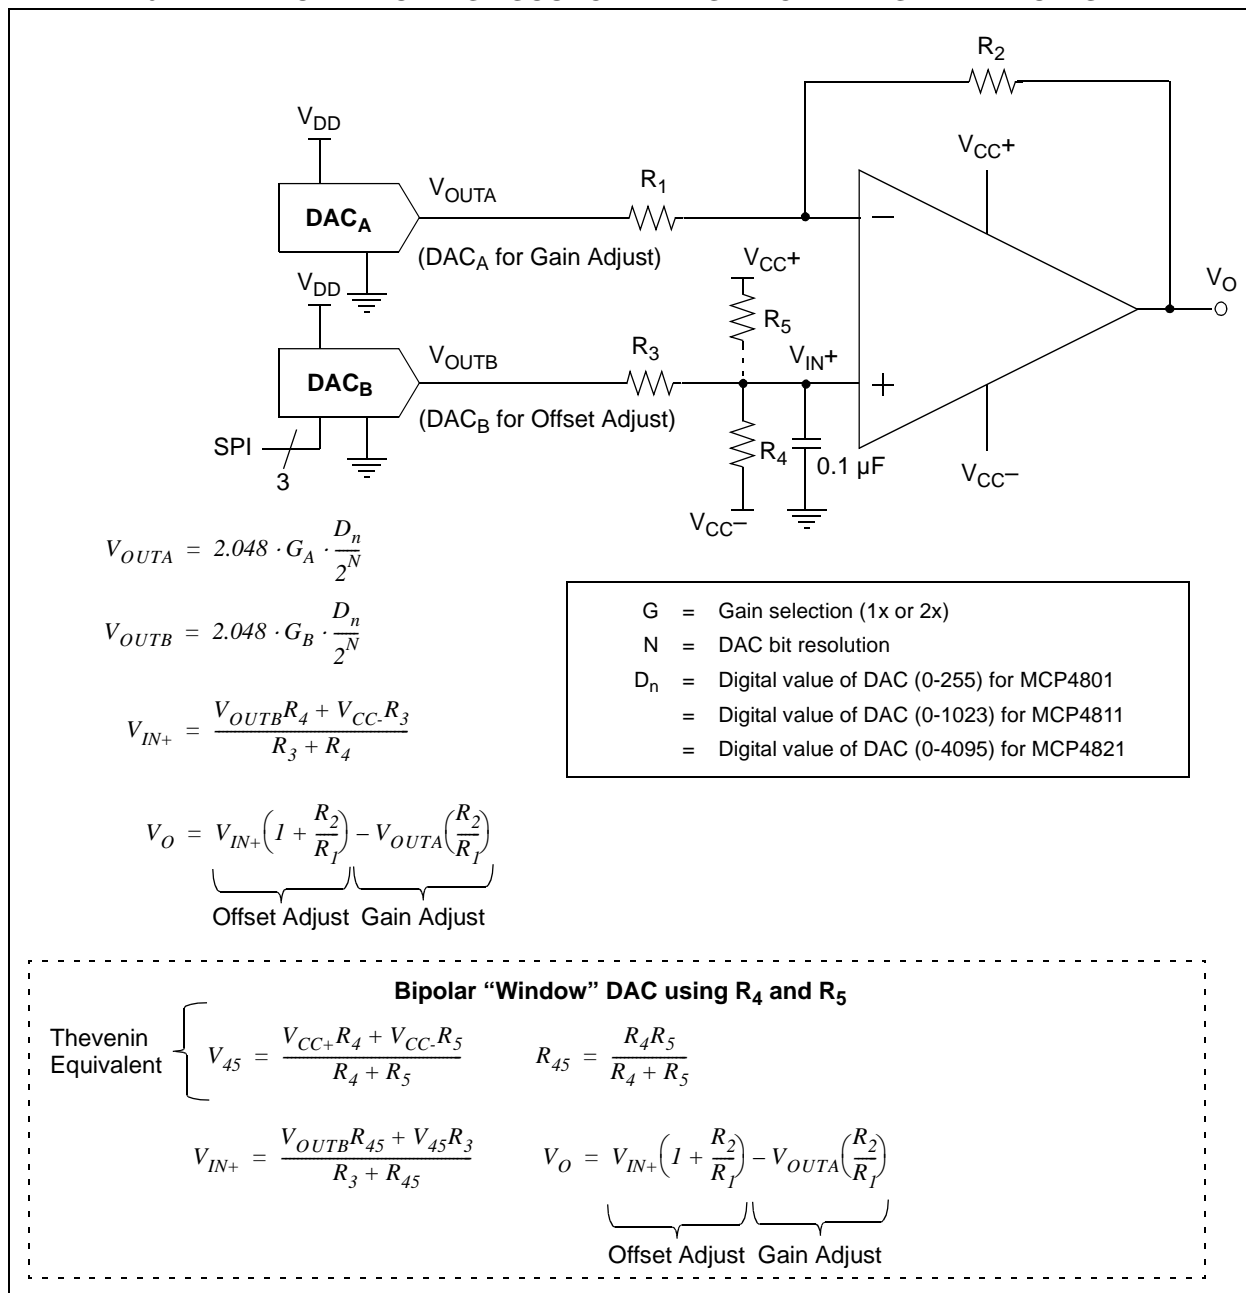 R2
VDD
VCC+
VOUTA
R1
DACA
−
(DACA for Gain Adjust)
VCC+
VDD
VO
R5
VOUTB
R3
VIN+
DACB
+
(DACB for Offset Adjust)
SPI
R4
0.1 µF
3
VCC–
VCC–
VOUTA = 2.048 · GA · Dn / 2^N
VOUTB = 2.048 · GB · Dn / 2^N
G = Gain selection (1x or 2x)
N = DAC bit resolution
Dn = Digital value of DAC (0-255) for MCP4801
= Digital value of DAC (0-1023) for MCP4811
= Digital value of DAC (0-4095) for MCP4821
VIN+ = (VOUTBR4 + VCC-R3) / (R3 + R4)
VO = VIN+(1 + R2/R1) – VOUTA(R2/R1)
Offset Adjust Gain Adjust
Bipolar “Window” DAC using R4 and R5
Thevenin
Equivalent
V45 = (VCC+R4 + VCC-R5) / (R4 + R5)
R45 = R4R5 / (R4 + R5)
VIN+ = (VOUTBR45 + V45R3) / (R3 + R45)
VO = VIN+(1 + R2/R1) – VOUTA(R2/R1)
Offset Adjust Gain Adjust